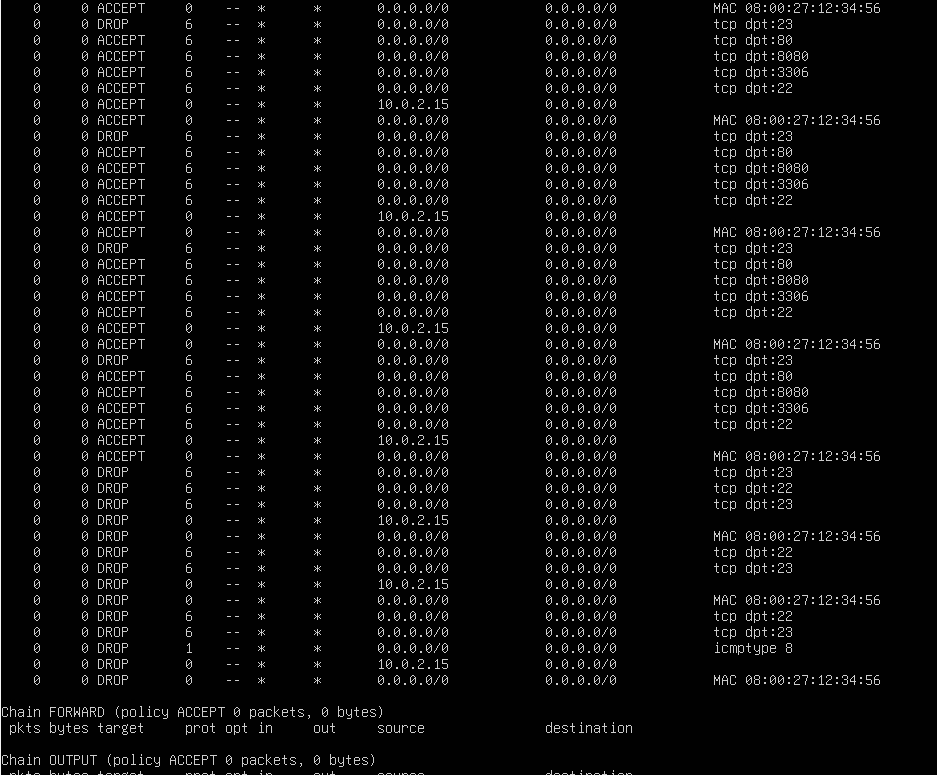 0 0 ACCEPT 0 -- * * 0.0.0.0/0 0.0.0.0/0 MAC 08:00:27:12:34:56
0 0 DROP 6 -- * * 0.0.0.0/0 0.0.0.0/0 tcp dpt:23
0 0 ACCEPT 6 -- * * 0.0.0.0/0 0.0.0.0/0 tcp dpt:80
0 0 ACCEPT 6 -- * * 0.0.0.0/0 0.0.0.0/0 tcp dpt:8080
0 0 ACCEPT 6 -- * * 0.0.0.0/0 0.0.0.0/0 tcp dpt:3306
0 0 ACCEPT 6 -- * * 0.0.0.0/0 0.0.0.0/0 tcp dpt:22
0 0 ACCEPT 0 -- * * 10.0.2.15 0.0.0.0/0
0 0 ACCEPT 0 -- * * 0.0.0.0/0 0.0.0.0/0 MAC 08:00:27:12:34:56
0 0 DROP 6 -- * * 0.0.0.0/0 0.0.0.0/0 tcp dpt:23
0 0 ACCEPT 6 -- * * 0.0.0.0/0 0.0.0.0/0 tcp dpt:80
0 0 ACCEPT 6 -- * * 0.0.0.0/0 0.0.0.0/0 tcp dpt:8080
0 0 ACCEPT 6 -- * * 0.0.0.0/0 0.0.0.0/0 tcp dpt:3306
0 0 ACCEPT 6 -- * * 0.0.0.0/0 0.0.0.0/0 tcp dpt:22
0 0 ACCEPT 0 -- * * 10.0.2.15 0.0.0.0/0
0 0 ACCEPT 0 -- * * 0.0.0.0/0 0.0.0.0/0 MAC 08:00:27:12:34:56
0 0 DROP 6 -- * * 0.0.0.0/0 0.0.0.0/0 tcp dpt:23
0 0 ACCEPT 6 -- * * 0.0.0.0/0 0.0.0.0/0 tcp dpt:80
0 0 ACCEPT 6 -- * * 0.0.0.0/0 0.0.0.0/0 tcp dpt:8080
0 0 ACCEPT 6 -- * * 0.0.0.0/0 0.0.0.0/0 tcp dpt:3306
0 0 ACCEPT 6 -- * * 0.0.0.0/0 0.0.0.0/0 tcp dpt:22
0 0 ACCEPT 0 -- * * 10.0.2.15 0.0.0.0/0
0 0 ACCEPT 0 -- * * 0.0.0.0/0 0.0.0.0/0 MAC 08:00:27:12:34:56
0 0 DROP 6 -- * * 0.0.0.0/0 0.0.0.0/0 tcp dpt:23
0 0 ACCEPT 6 -- * * 0.0.0.0/0 0.0.0.0/0 tcp dpt:80
0 0 ACCEPT 6 -- * * 0.0.0.0/0 0.0.0.0/0 tcp dpt:8080
0 0 ACCEPT 6 -- * * 0.0.0.0/0 0.0.0.0/0 tcp dpt:3306
0 0 ACCEPT 6 -- * * 0.0.0.0/0 0.0.0.0/0 tcp dpt:22
0 0 ACCEPT 0 -- * * 10.0.2.15 0.0.0.0/0
0 0 ACCEPT 0 -- * * 0.0.0.0/0 0.0.0.0/0 MAC 08:00:27:12:34:56
0 0 DROP 6 -- * * 0.0.0.0/0 0.0.0.0/0 tcp dpt:23
0 0 DROP 6 -- * * 0.0.0.0/0 0.0.0.0/0 tcp dpt:22
0 0 DROP 6 -- * * 0.0.0.0/0 0.0.0.0/0 tcp dpt:23
0 0 DROP 0 -- * * 10.0.2.15 0.0.0.0/0
0 0 DROP 0 -- * * 0.0.0.0/0 0.0.0.0/0 MAC 08:00:27:12:34:56
0 0 DROP 6 -- * * 0.0.0.0/0 0.0.0.0/0 tcp dpt:22
0 0 DROP 6 -- * * 0.0.0.0/0 0.0.0.0/0 tcp dpt:23
0 0 DROP 0 -- * * 10.0.2.15 0.0.0.0/0
0 0 DROP 0 -- * * 0.0.0.0/0 0.0.0.0/0 MAC 08:00:27:12:34:56
0 0 DROP 6 -- * * 0.0.0.0/0 0.0.0.0/0 tcp dpt:22
0 0 DROP 6 -- * * 0.0.0.0/0 0.0.0.0/0 tcp dpt:23
0 0 DROP 1 -- * * 0.0.0.0/0 0.0.0.0/0 icmptype 8
0 0 DROP 0 -- * * 10.0.2.15 0.0.0.0/0
0 0 DROP 0 -- * * 0.0.0.0/0 0.0.0.0/0 MAC 08:00:27:12:34:56
Chain FORWARD (policy ACCEPT 0 packets, 0 bytes)
pkts bytes target prot opt in out source destination
Chain OUTPUT (policy ACCEPT 0 packets, 0 bytes)
pkts bytes target prot opt in out source destination